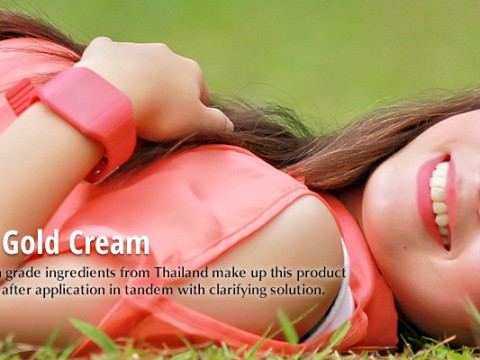 Gold Cream
grade ingredients from Thailand make up this product
after application in tandem with clarifying solution.